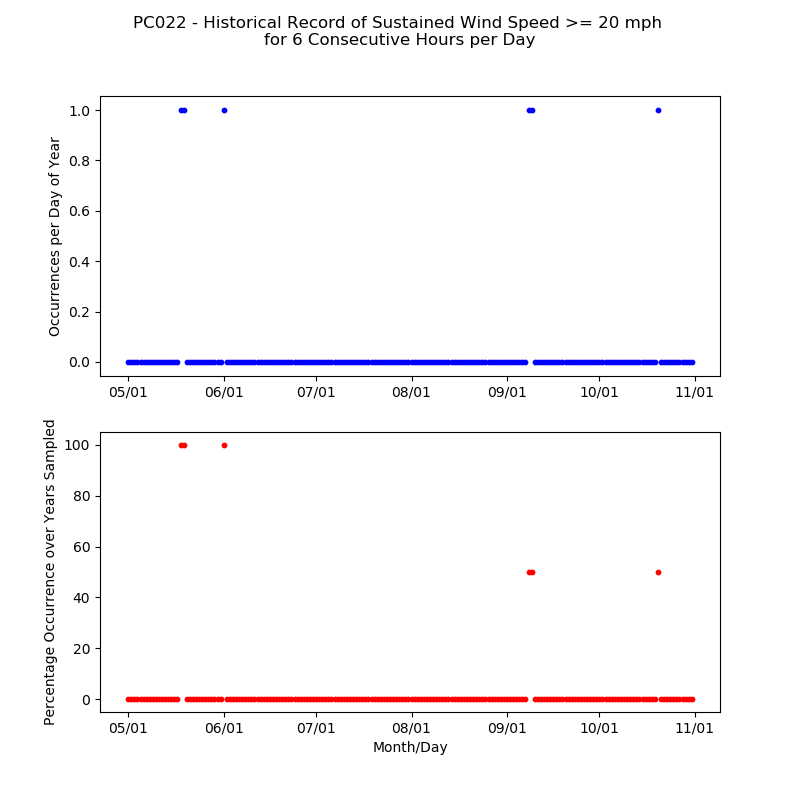 PC022 - Historical Record of Sustained Wind Speed >= 20 mph
for 6 Consecutive Hours per Day
Occurrences per Day of Year
1.0
0.8
0.6
0.4
0.2
0.0
05/01 06/01 07/01 08/01 09/01 10/01 11/01
Percentage Occurrence over Years Sampled
100
80
60
40
20
0
05/01 06/01 07/01 08/01 09/01 10/01 11/01
Month/Day